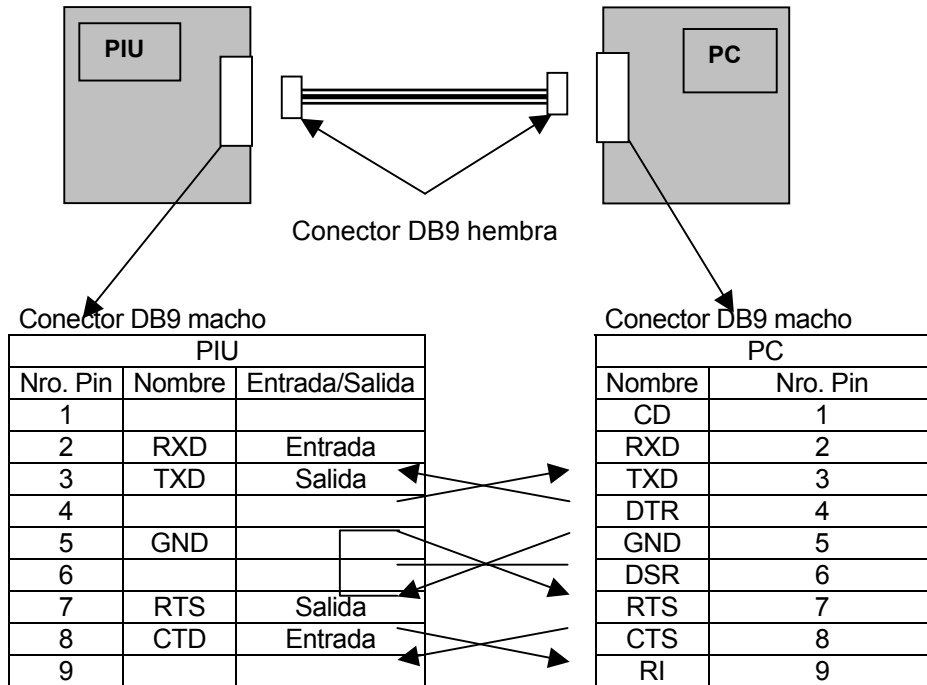 PIU
PC
Conector DB9 hembra
Conector DB9 macho
PIU
Nro. Pin Nombre Entrada/Salida
1
2 RXD Entrada
3 TXD Salida
4
5 GND
6
7 RTS Salida
8 CTD Entrada
9
Conector DB9 macho
PC
Nombre Nro. Pin
CD 1
RXD 2
TXD 3
DTR 4
GND 5
DSR 6
RTS 7
CTS 8
RI 9